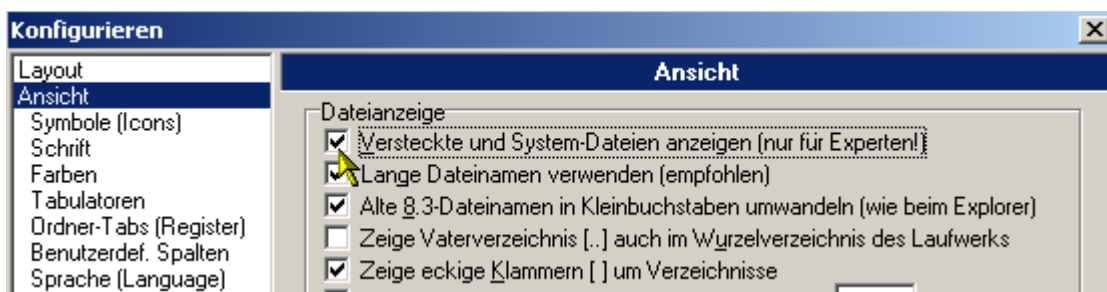 Konfigurieren
Layout
Ansicht
Symbole (Icons)
Schrift
Farben
Tabulatoren
Ordner-Tabs (Register)
Benutzerdef. Spalten
Sprache (Language)
Ansicht
Dateianzeige
Versteckte und System-Dateien anzeigen (nur für Experten!)
Lange Dateinamen verwenden (empfohlen)
Alte 8.3-Dateinamen in Kleinbuchstaben umwandeln (wie beim Explorer)
Zeige Vaterverzeichnis [..] auch im Wurzelverzeichnis des Laufwerks
Zeige eckige Klammern [ ] um Verzeichnisse